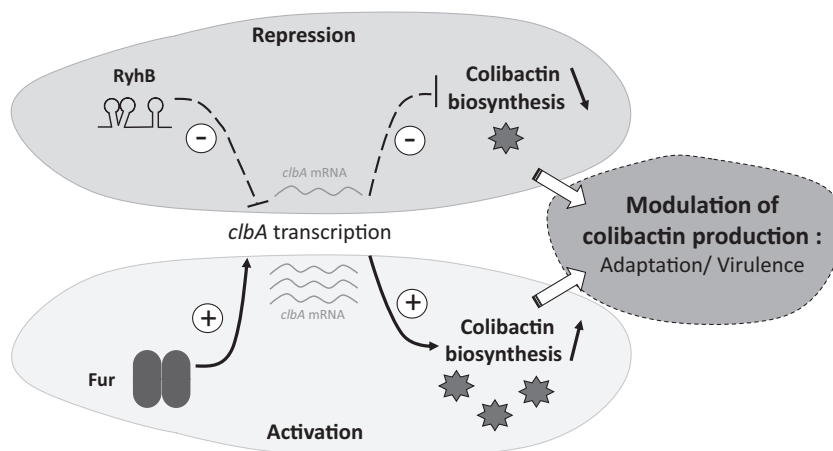 Repression
RyhB
Colibactin
biosynthesis
-
-
clbA mRNA
clbA transcription
Modulation of
colibactin production :
Adaptation/ Virulence
+
+
clbA mRNA
Colibactin
biosynthesis
Fur
Activation